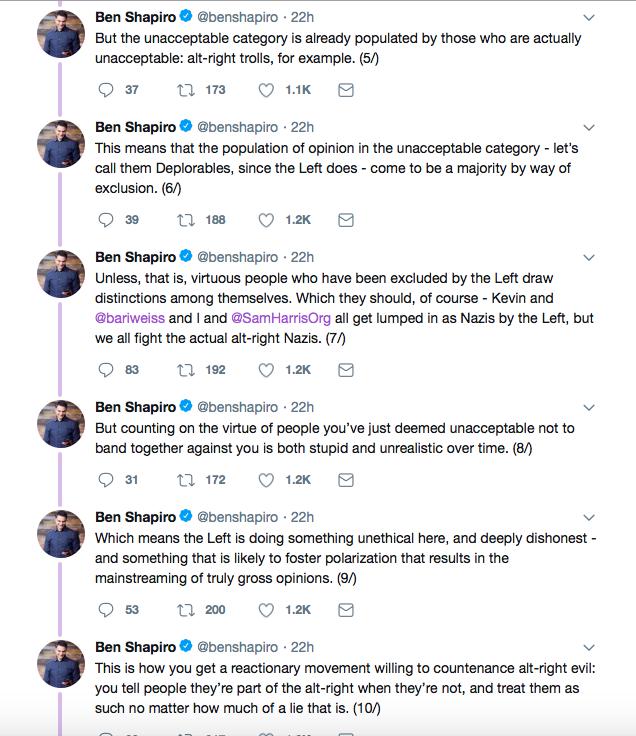 Ben Shapiro @benshapiro · 22h
But the unacceptable category is already populated by those who are actually
unacceptable: alt-right trolls, for example. (5/)
37 173 1.1K
Ben Shapiro @benshapiro · 22h
This means that the population of opinion in the unacceptable category - let's
call them Deplorables, since the Left does - come to be a majority by way of
exclusion. (6/)
39 188 1.2K
Ben Shapiro @benshapiro · 22h
Unless, that is, virtuous people who have been excluded by the Left draw
distinctions among themselves. Which they should, of course - Kevin and
@bariweiss and I and @SamHarrisOrg all get lumped in as Nazis by the Left, but
we all fight the actual alt-right Nazis. (7/)
83 192 1.2K
Ben Shapiro @benshapiro · 22h
But counting on the virtue of people you've just deemed unacceptable not to
band together against you is both stupid and unrealistic over time. (8/)
31 172 1.2K
Ben Shapiro @benshapiro · 22h
Which means the Left is doing something unethical here, and deeply dishonest -
and something that is likely to foster polarization that results in the
mainstreaming of truly gross opinions. (9/)
53 200 1.2K
Ben Shapiro @benshapiro · 22h
This is how you get a reactionary movement willing to countenance alt-right evil:
you tell people they're part of the alt-right when they're not, and treat them as
such no matter how much of a lie that is. (10/)